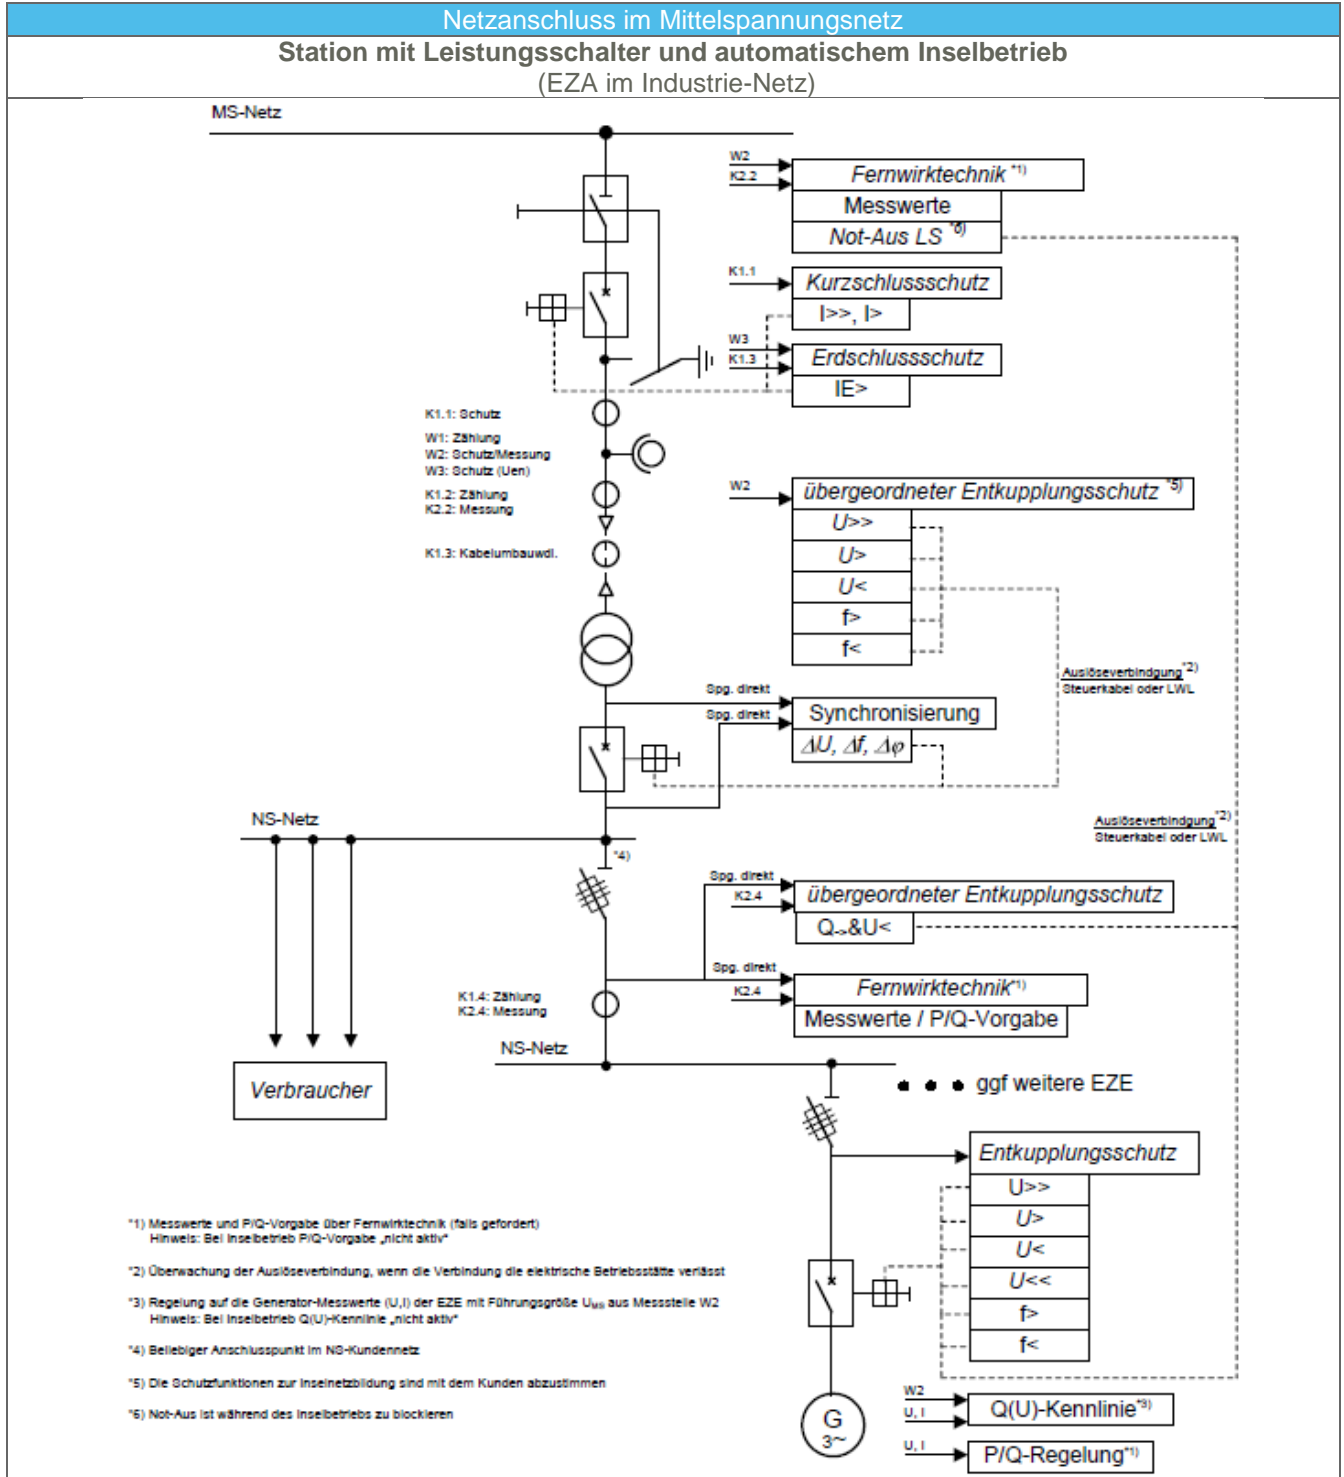 Netzanschluss im Mittelspannungsnetz
Station mit Leistungsschalter und automatischem Inselbetrieb
(EZA im Industrie-Netz)
MS-Netz
W2
K2.2
Fernwirktechnik *1)
Messwerte
Not-Aus LS *6)
K1.1
Kurzschlussschutz
I>>, I>
W3
K1.3
Erdschlussschutz
IE>
K1.1: Schutz
W1: Zählung
W2: Schutz/Messung
W3: Schutz (Uen)
K1.2: Zählung
K2.2: Messung
K1.3: Kabelumbauwdl.
W2
übergeordneter Entkupplungsschutz *5)
U>>
U>
U<
f>
f<
Auslöseverbindgung*2)
Steuerkabel oder LWL
Spg. direkt
Spg. direkt
Synchronisierung
ΔU, Δf, Δφ
NS-Netz
*4)
Auslöseverbindgung*2)
Steuerkabel oder LWL
Spg. direkt
K2.4
übergeordneter Entkupplungsschutz
Q->&U<
Spg. direkt
K2.4
Fernwirktechnik*1)
Messwerte / P/Q-Vorgabe
K1.4: Zählung
K2.4: Messung
NS-Netz
Verbraucher
ggf weitere EZE
Entkupplungsschutz
U>>
U>
U<
U<<
f>
f<
G
3~
W2
U, I
Q(U)-Kennlinie*3)
U, I
P/Q-Regelung*1)
*1) Messwerte und P/Q-Vorgabe über Fernwirktechnik (falls gefordert)
Hinweis: Bei Inselbetrieb P/Q-Vorgabe „nicht aktiv"
*2) Überwachung der Auslöseverbindung, wenn die Verbindung die elektrische Betriebsstätte verlässt
*3) Regelung auf die Generator-Messwerte (U,I) der EZE mit Führungsgröße UMS aus Messstelle W2
Hinweis: Bei Inselbetrieb Q(U)-Kennlinie „nicht aktiv"
*4) Beliebiger Anschlusspunkt im NS-Kundennetz
*5) Die Schutzfunktionen zur Inselnetzbildung sind mit dem Kunden abzustimmen
*6) Not-Aus ist während des Inselbetriebs zu blockieren